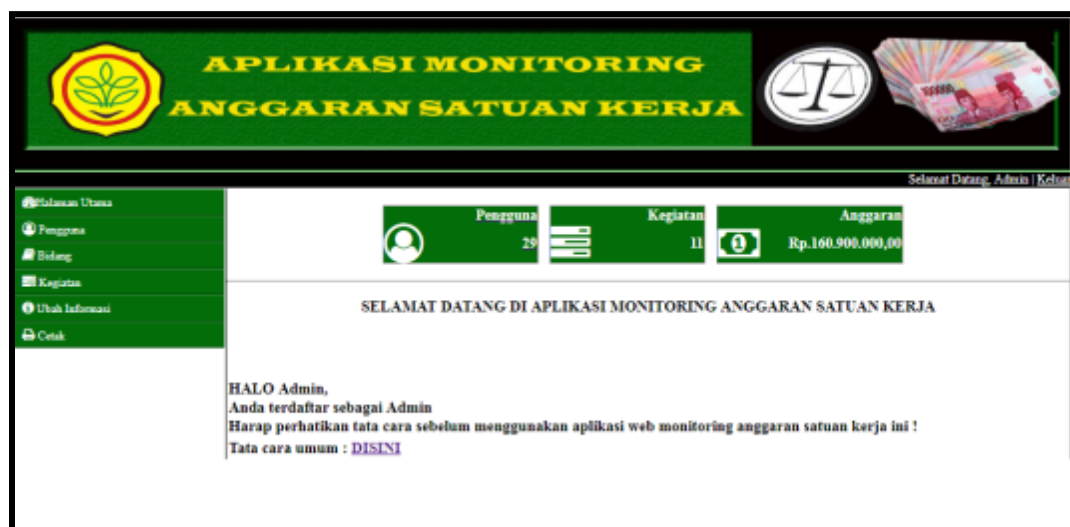 APLIKASI MONITORING
ANGGARAN SATUAN KERJA
100000
Selamat Datang, Admin | Keluar
Halaman Utama
Pengguna
Bidang
Kegiatan
Ubah Informasi
Cetak
Pengguna
29
Kegiatan
11
Anggaran
Rp.160.900.000,00
SELAMAT DATANG DI APLIKASI MONITORING ANGGARAN SATUAN KERJA
HALO Admin,
Anda terdaftar sebagai Admin
Harap perhatikan tata cara sebelum menggunakan aplikasi web monitoring anggaran satuan kerja ini !
Tata cara umum : DISINI